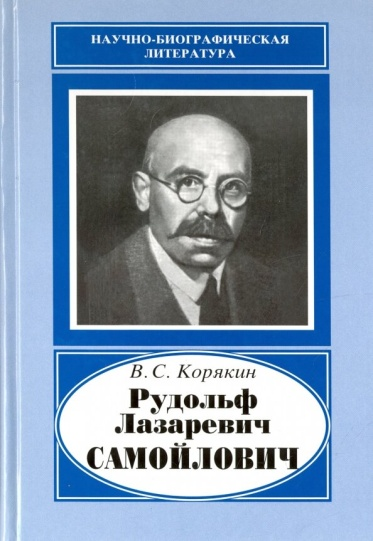 НАУЧНО-БИОГРАФИЧЕСКАЯ
ЛИТЕРАТУРА
В. С. Корякин
Рудольф
Лазаревич
САМОЙЛОВИЧ